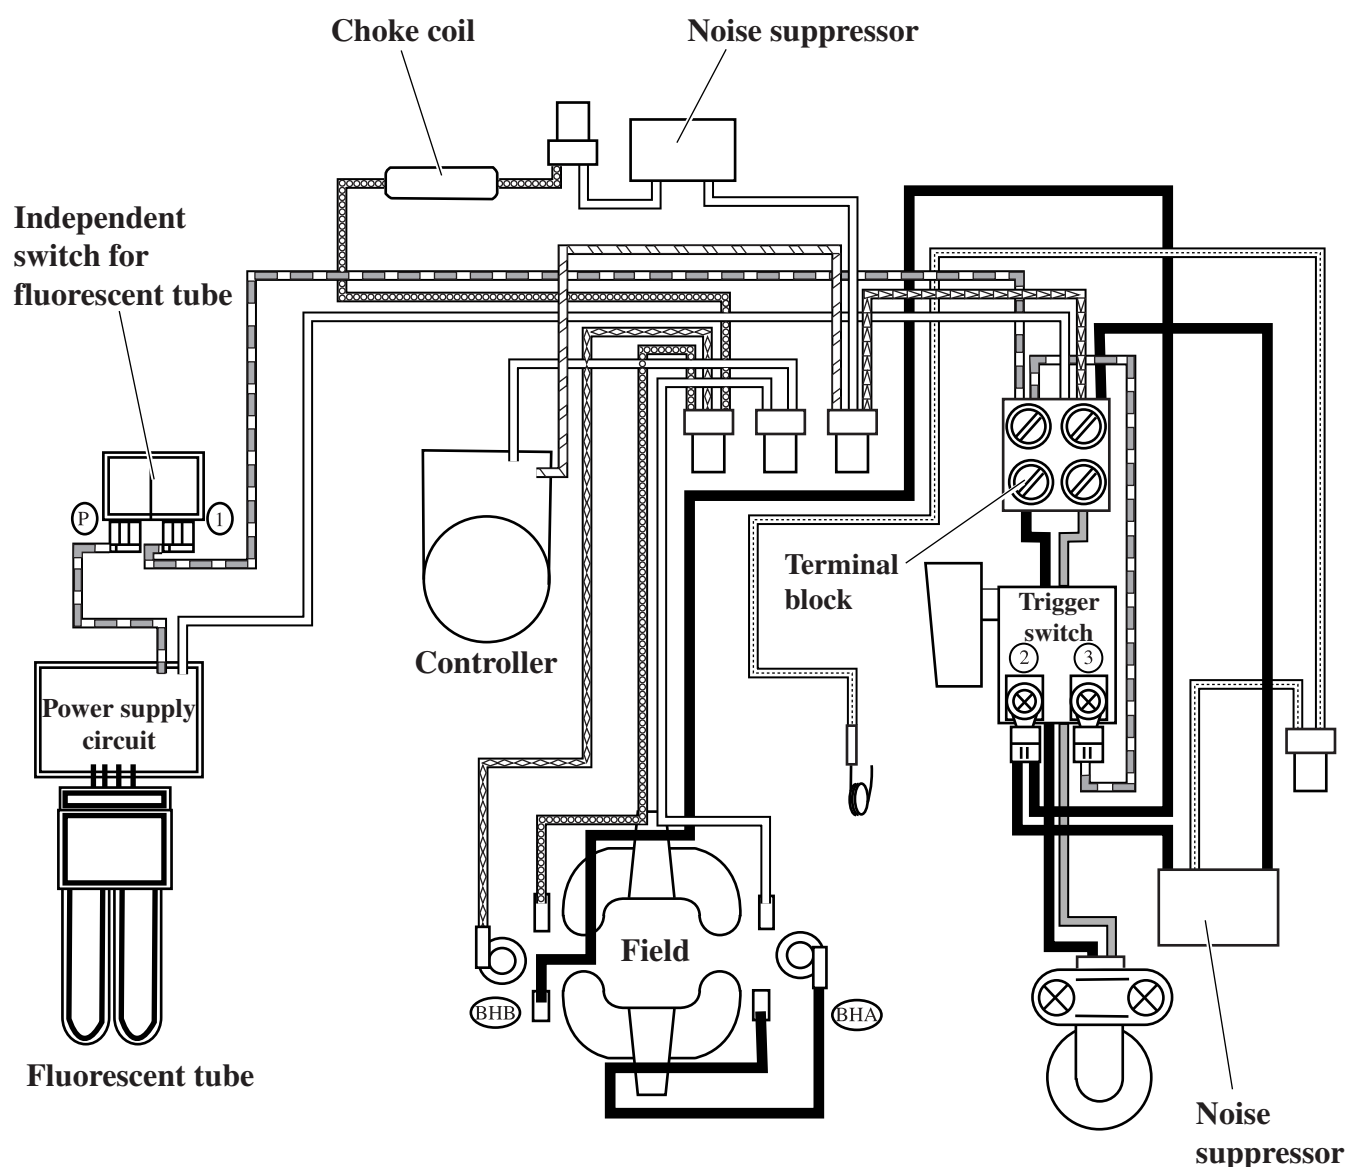 Choke coil
Noise suppressor
Independent
switch for
fluorescent tube
P
1
Terminal
block
Trigger
switch
2
3
Controller
Power supply
circuit
Field
BHB
BHA
Fluorescent tube
Noise
suppressor